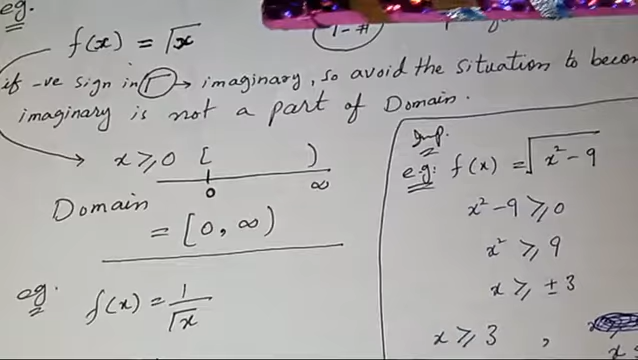 eg.
f(x) = √x
if -ve sign in √ → imaginary, so avoid the situation to
imaginary is not a part of Domain.
x ≥ 0 [ )
0 ∞
Domain
= [0, ∞)
eg.
f(x) = 1/√x
Imp.
eg: f(x) = √(x² - 9)
x² - 9 ≥ 0
x² ≥ 9
x ≥ ± 3
x ≥ 3 ,